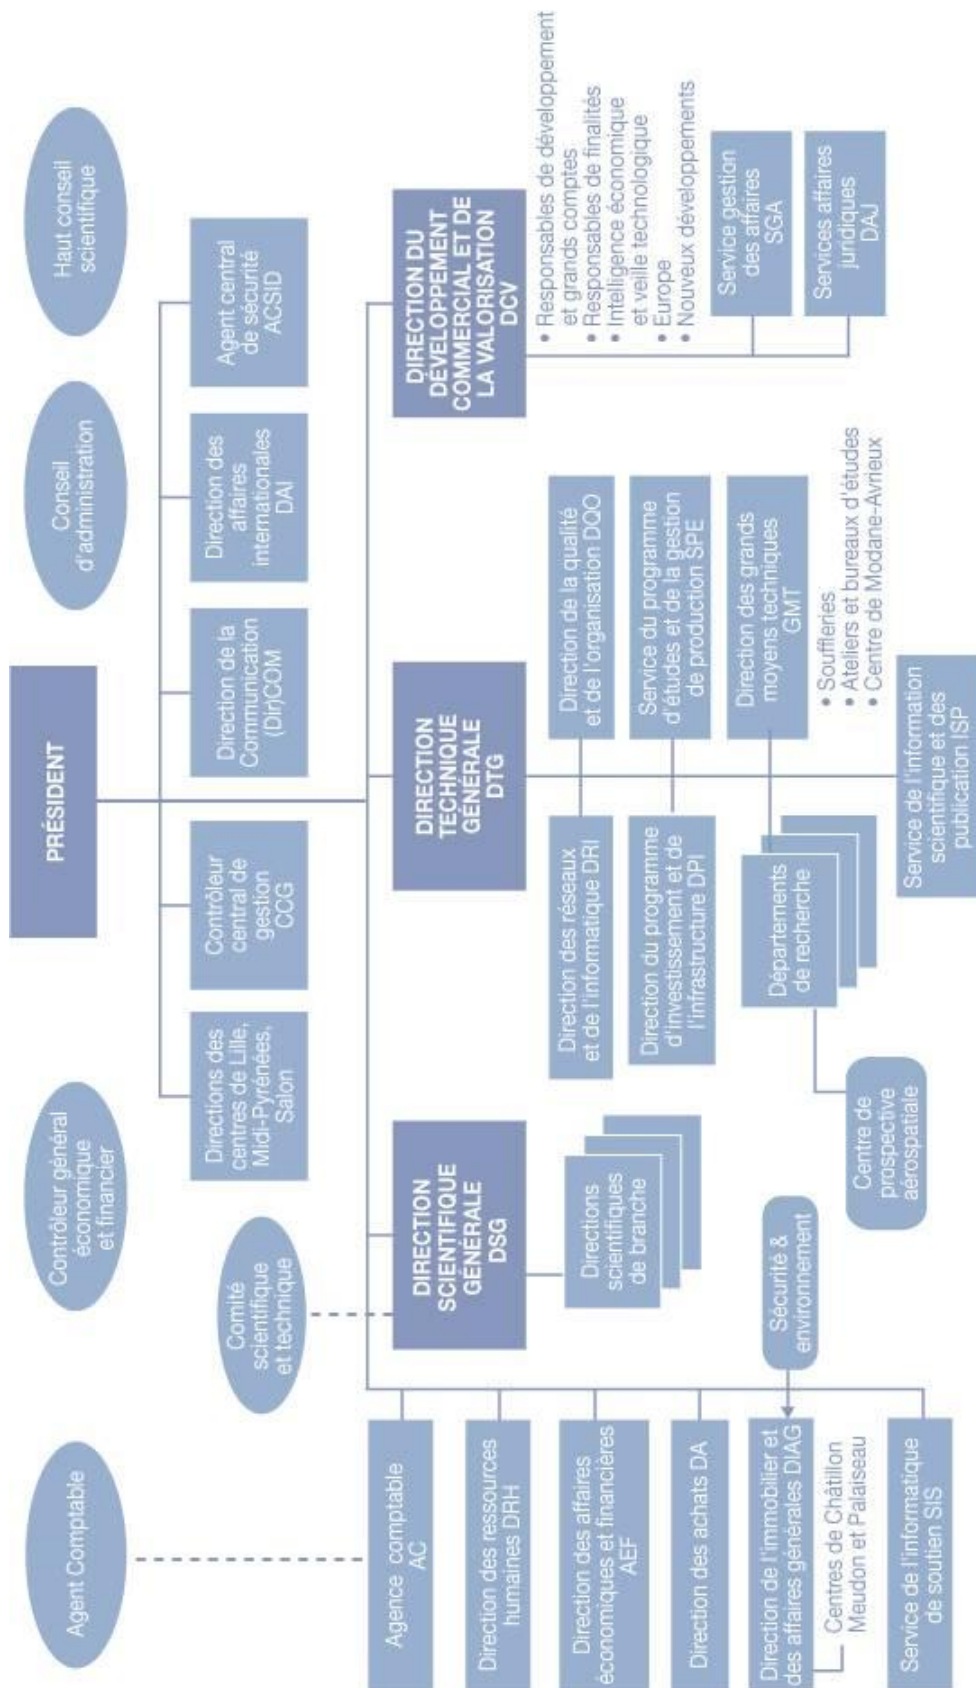 Agent Comptable
Contrôleur général
économique
et financier
PRÉSIDENT
Conseil
d'administration
Haut conseil
scientifique
Comité
scientifique
et technique
Directions des
centres de Lille,
Midi-Pyrénées,
Salon
Contrôleur
central de
gestion
CCG
Direction de la
Communication
(Dir)COM
Direction des
affaires
internationales
DAI
Agent central
de sécurité
ACSID
Agence comptable
AC
Direction des ressources
humaines DRH
Direction des affaires
économiques et financières
AEF
Direction des achats DA
Direction de l'immobilier et
des affaires générales DIAG
Centres de Châtillon
Meudon et Palaiseau
Service de l'informatique
de soutien SIS
Sécurité &
environnement
DIRECTION
SCIENTIFIQUE
GÉNÉRALE
DSG
Directions
scientifiques
de branche
DIRECTION
TECHNIQUE
GÉNÉRALE
DTG
Direction des réseaux
et de l'informatique DRI
Direction de la qualité
et de l'organisation DQO
Direction du programme
d'investissement et de
l'infrastructure DPI
Service du programme
d'études et de la gestion
de production SPE
Départements
de recherche
Direction des grands
moyens techniques
GMT
• Souffleries
• Ateliers et bureaux d'études
• Centre de Modane-Avrieux
Centre de
prospective
aérospatiale
Service de l'information
scientifique et des
publication ISP
DIRECTION DU
DÉVELOPPEMENT
COMMERCIAL ET DE
LA VALORISATION
DCV
• Responsables de développement
et grands comptes
• Responsables de finalités
• Intelligence économique
et veille technologique
• Europe
• Nouveux développements
Service gestion
des affaires
SGA
Services affaires
juridiques
DAJ